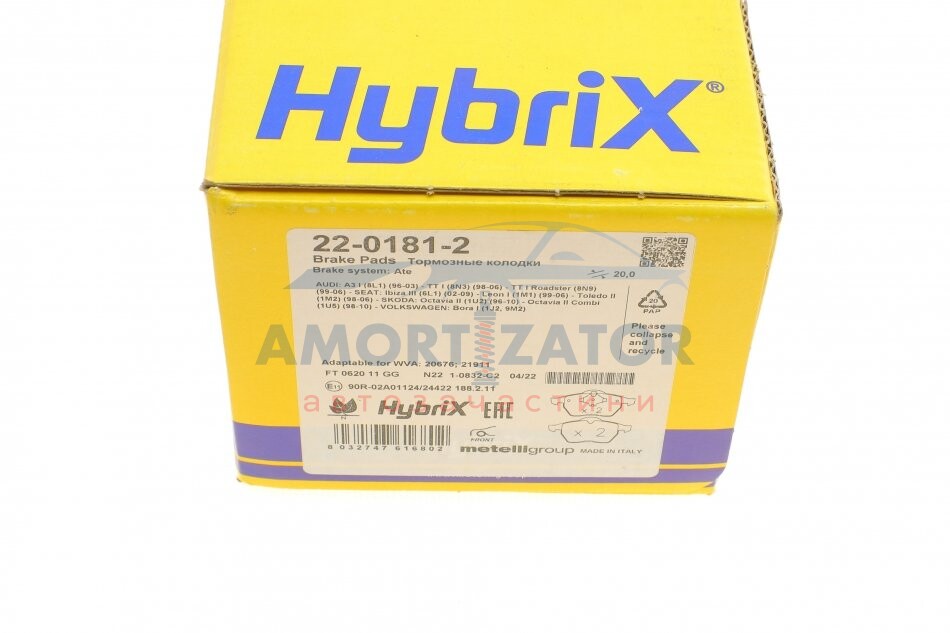 HybriX®
22-0181-2
Brake Pads Тормозные колодки
Brake system: Ate
20,0
AUDI: A3 I (8L1) (96-03) - TT I (8N3) (98-06) - TT I Roadster (8N9)
(99-06) - SEAT: Ibiza III (6L1) (02-09) - Leon I (1M1) (99-06) - Toledo II
(1M2) (98-06) - SKODA: Octavia II (1U2) (96-10) - Octavia II Combi
(1U5) (98-10) - VOLKSWAGEN: Bora I (1J2, 9M2)
20
PAP
Please
collapse
and
recycle
AMORTIZATOR
Adaptable for WVA: 20676; 21911
FT 0620 11 GG N22 1-0832-C2 04/22
E11 90R-02A01124/24422 188.2.11
автозапчастини
N
HybriX EAC
x 2
FRONT
8 032747 616802
metelligroup MADE IN ITALY